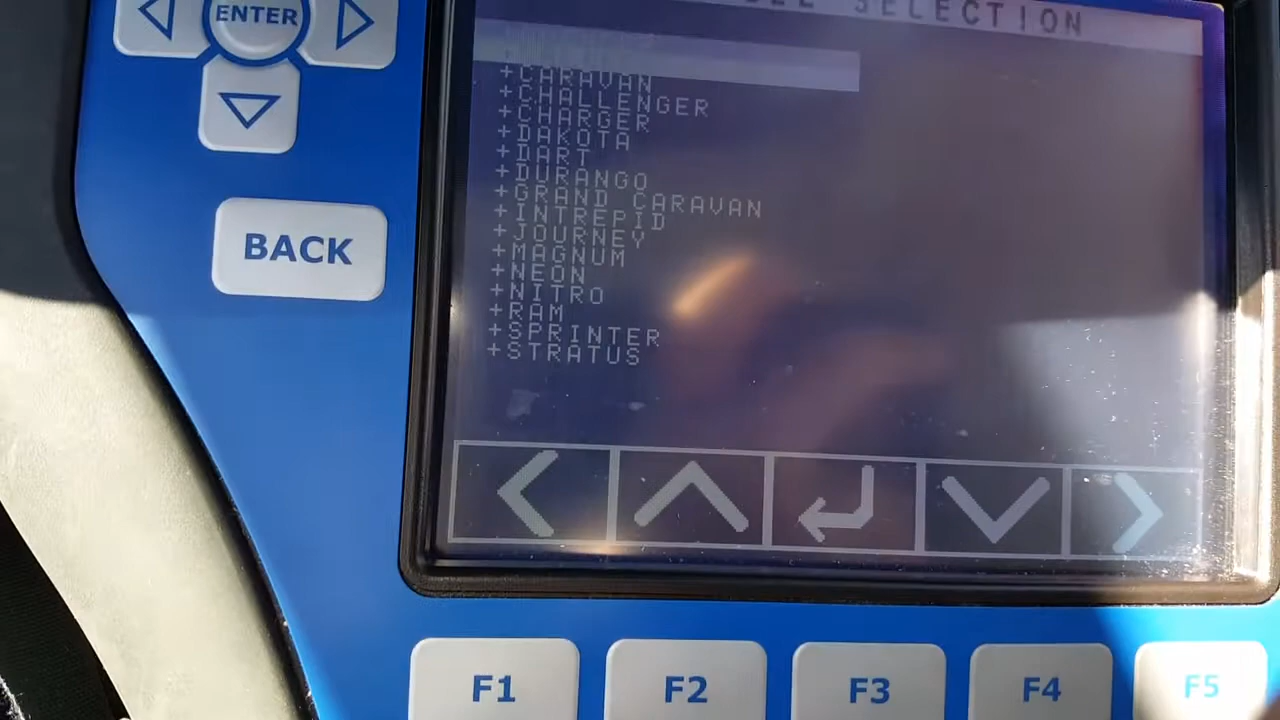 ENTER
SELECTION
+CARAVAN
+CHALLENGER
+CHARGER
+DAKOTA
+DART
+DURANGO
+GRAND CARAVAN
+INTREPID
+JOURNEY
+MAGNUM
+NEON
+NITRO
+RAM
+SPRINTER
+STRATUS
BACK
F1 F2 F3 F4 F5